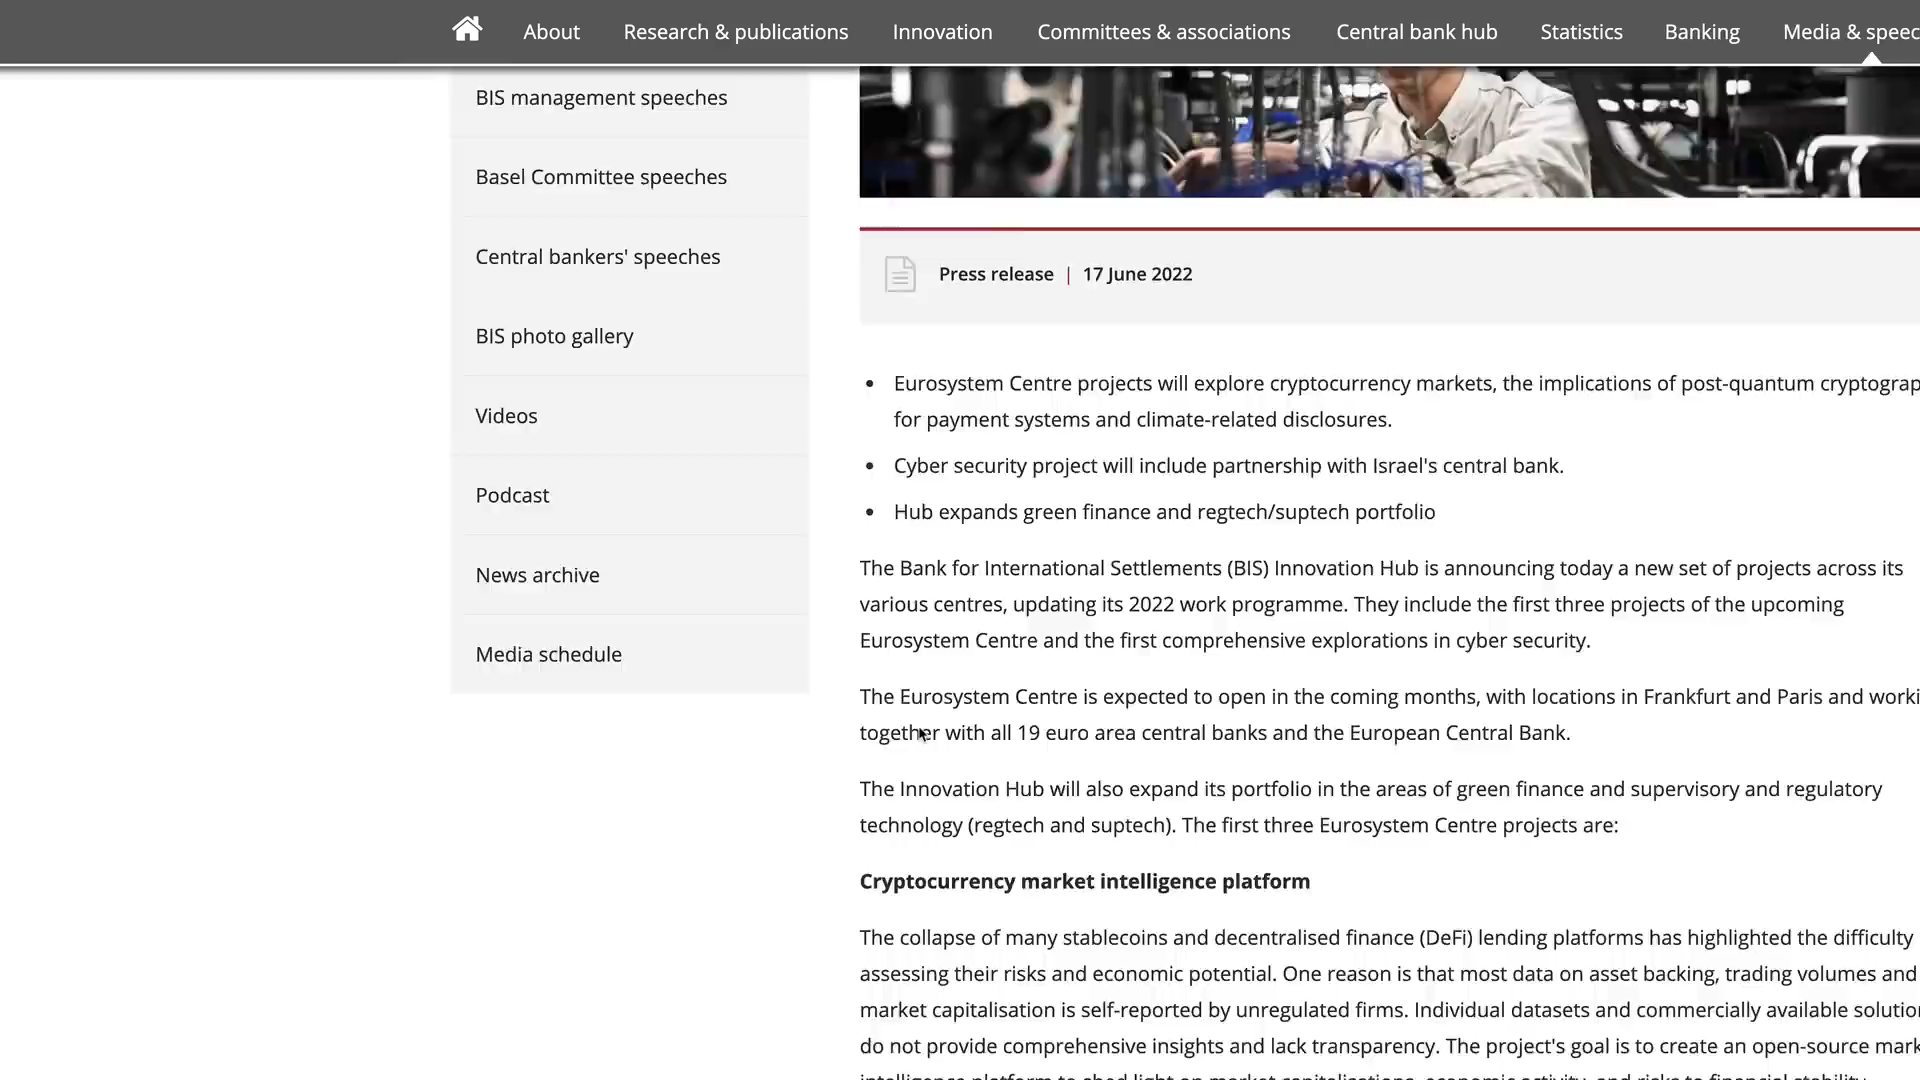 About Research & publications Innovation Committees & associations Central bank hub Statistics Banking Media &
BIS management speeches
Basel Committee speeches
Central bankers' speeches
BIS photo gallery
Videos
Podcast
News archive
Media schedule
Press release | 17 June 2022
• Eurosystem Centre projects will explore cryptocurrency markets, the implications of post-quantum
for payment systems and climate-related disclosures.
• Cyber security project will include partnership with Israel's central bank.
• Hub expands green finance and regtech/suptech portfolio
The Bank for International Settlements (BIS) Innovation Hub is announcing today a new set of projects across its
various centres, updating its 2022 work programme. They include the first three projects of the upcoming
Eurosystem Centre and the first comprehensive explorations in cyber security.
The Eurosystem Centre is expected to open in the coming months, with locations in Frankfurt and Paris and
together with all 19 euro area central banks and the European Central Bank.
The Innovation Hub will also expand its portfolio in the areas of green finance and supervisory and regulatory
technology (regtech and suptech). The first three Eurosystem Centre projects are:
Cryptocurrency market intelligence platform
The collapse of many stablecoins and decentralised finance (DeFi) lending platforms has highlighted the difficulty
assessing their risks and economic potential. One reason is that most data on asset backing, trading volumes and
market capitalisation is self-reported by unregulated firms. Individual datasets and commercially available
do not provide comprehensive insights and lack transparency. The project's goal is to create an open-source